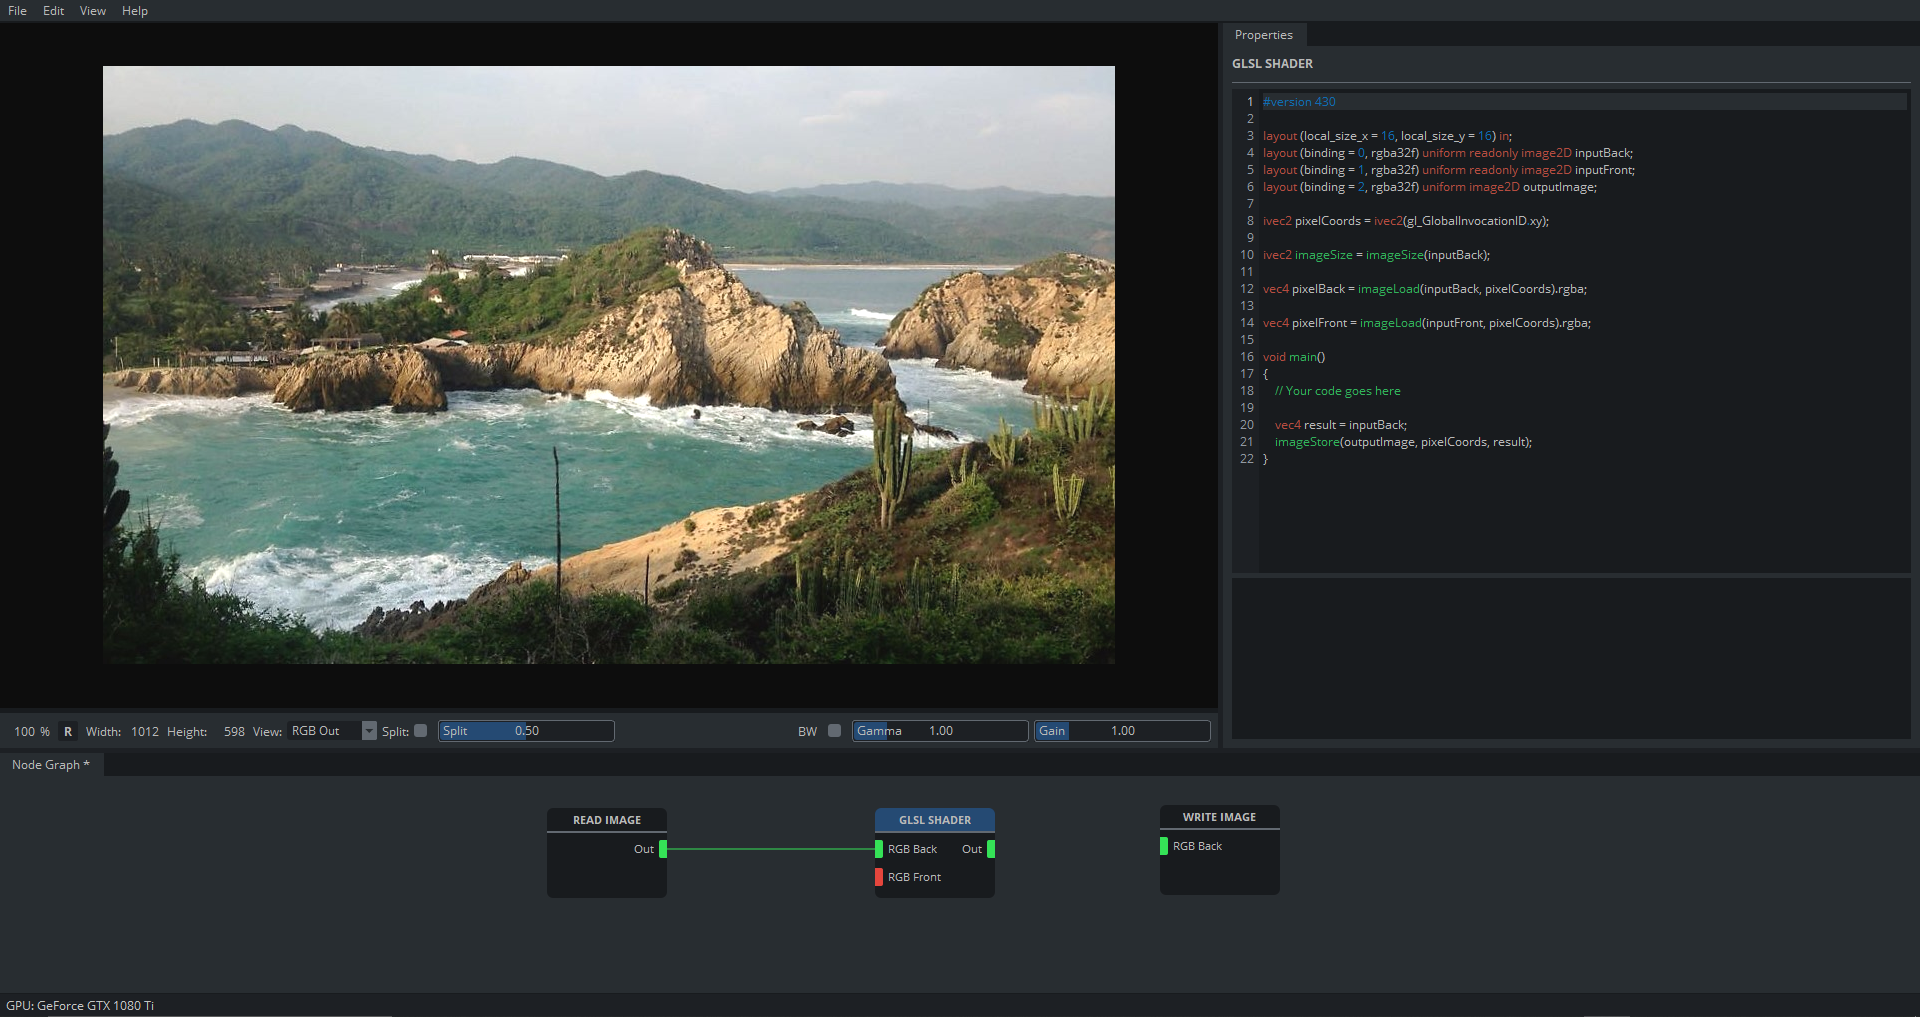 File Edit View Help
Properties
GLSL SHADER
1 #version 430
2
3 layout (local_size_x = 16, local_size_y = 16) in;
4 layout (binding = 0, rgba32f) uniform readonly image2D inputBack;
5 layout (binding = 1, rgba32f) uniform readonly image2D inputFront;
6 layout (binding = 2, rgba32f) uniform image2D outputImage;
7
8 ivec2 pixelCoords = ivec2(gl_GlobalInvocationID.xy);
9
10 ivec2 imageSize = imageSize(inputBack);
11
12 vec4 pixelBack = imageLoad(inputBack, pixelCoords).rgba;
13
14 vec4 pixelFront = imageLoad(inputFront, pixelCoords).rgba;
15
16 void main()
17 {
18 // Your code goes here
19
20 vec4 result = inputBack;
21 imageStore(outputImage, pixelCoords, result);
22 }
100 % R Width: 1012 Height: 598 View: RGB Out Split: Split 0.50 BW Gamma 1.00 Gain 1.00
Node Graph *
READ IMAGE
Out
GLSL SHADER
RGB Back Out
RGB Front
WRITE IMAGE
RGB Back
GPU: GeForce GTX 1080 Ti